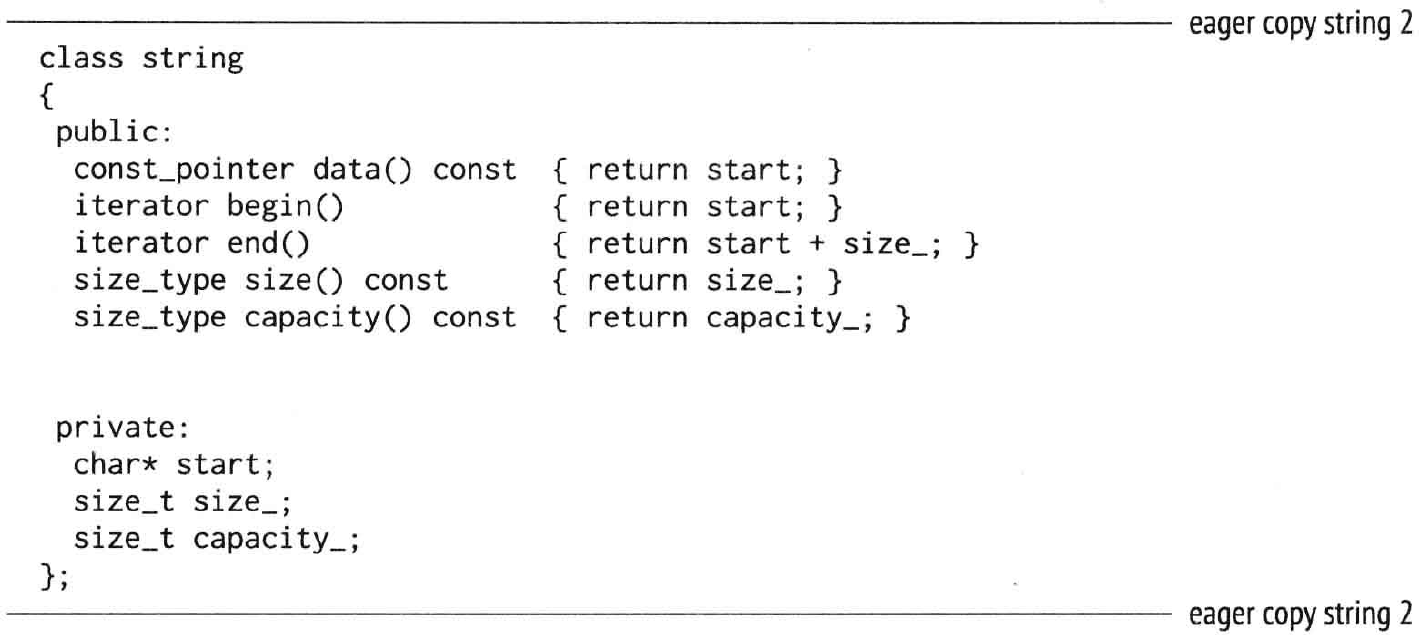 eager copy string 2
class string
{
 public:
  const_pointer data() const  { return start; }
  iterator begin()            { return start; }
  iterator end()              { return start + size_; }
  size_type size() const      { return size_; }
  size_type capacity() const  { return capacity_; }
 private:
  char* start;
  size_t size_;
  size_t capacity_;
};
eager copy string 2